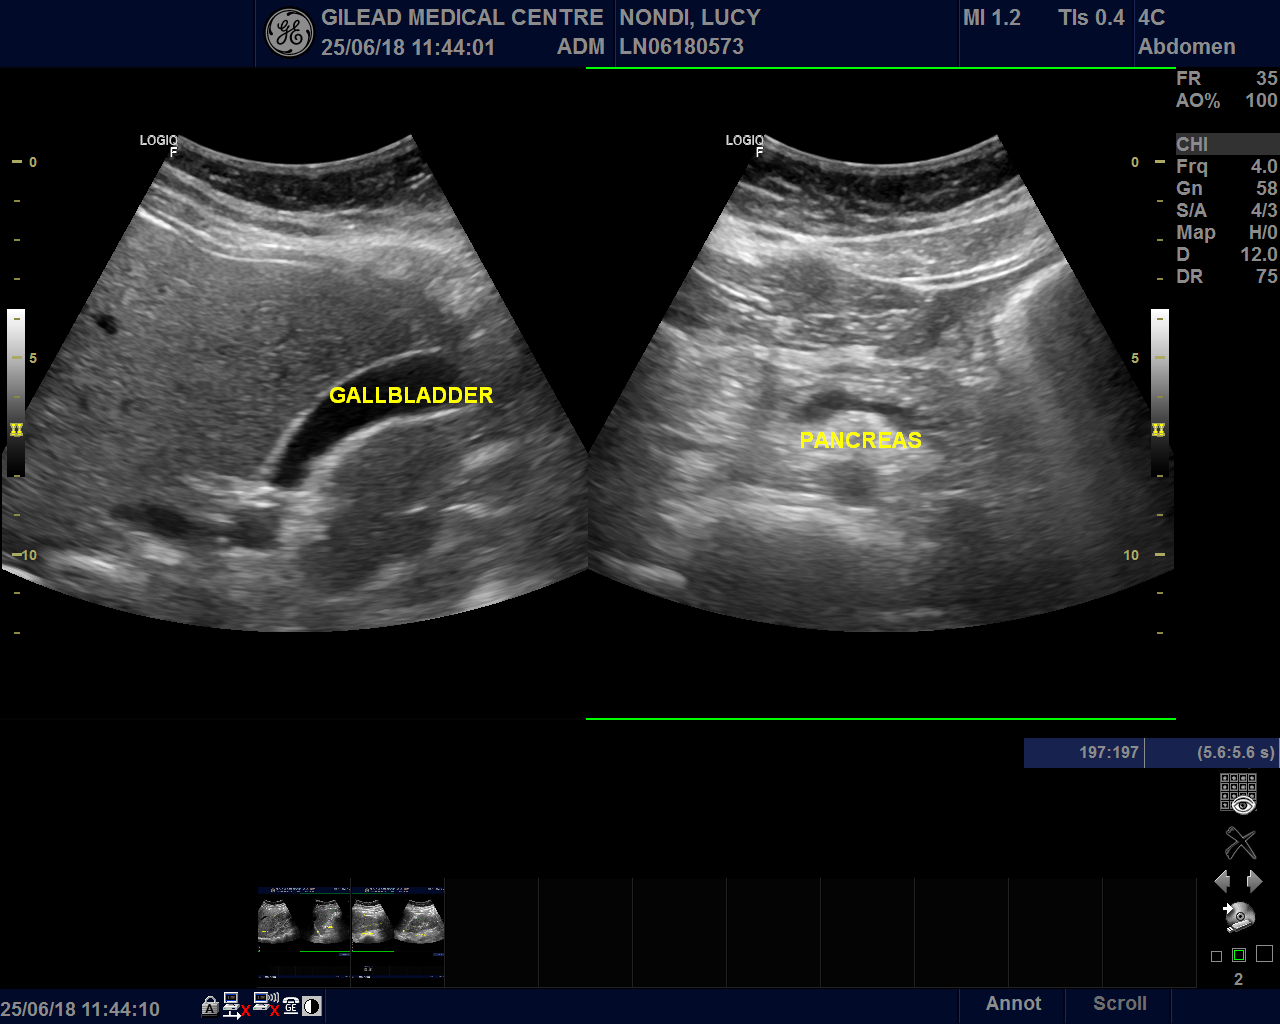 GILEAD MEDICAL CENTRE
25/06/18 11:44:01 ADM
NONDI, LUCY
LN06180573
MI 1.2 TIs 0.4
4C
Abdomen
FR 35
AO% 100
CHI
Frq 4.0
Gn 58
S/A 4/3
Map H/0
D 12.0
DR 75
LOGIQ
F
0
5
10
GALLBLADDER
LOGIQ
F
0
5
10
PANCREAS
197:197 (5.6:5.6 s)
2
25/06/18 11:44:10
Annot
Scroll